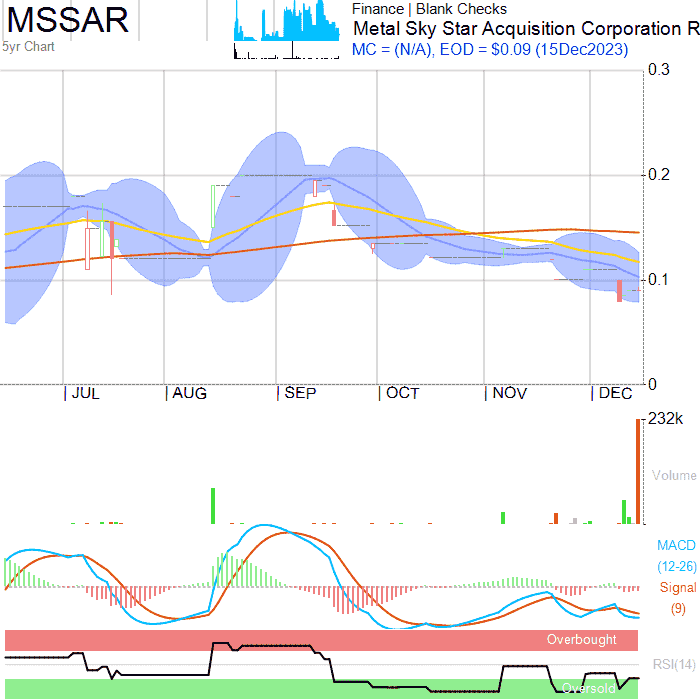 MSSAR
5yr Chart
Finance | Blank Checks
Metal Sky Star Acquisition Corporation R
MC = (N/A), EOD = $0.09 (15Dec2023)
0.3
0.2
0.1
0
JUL AUG SEP OCT NOV DEC
232k
Volume
MACD
(12-26)
Signal
(9)
Overbought
RSI(14)
Oversold